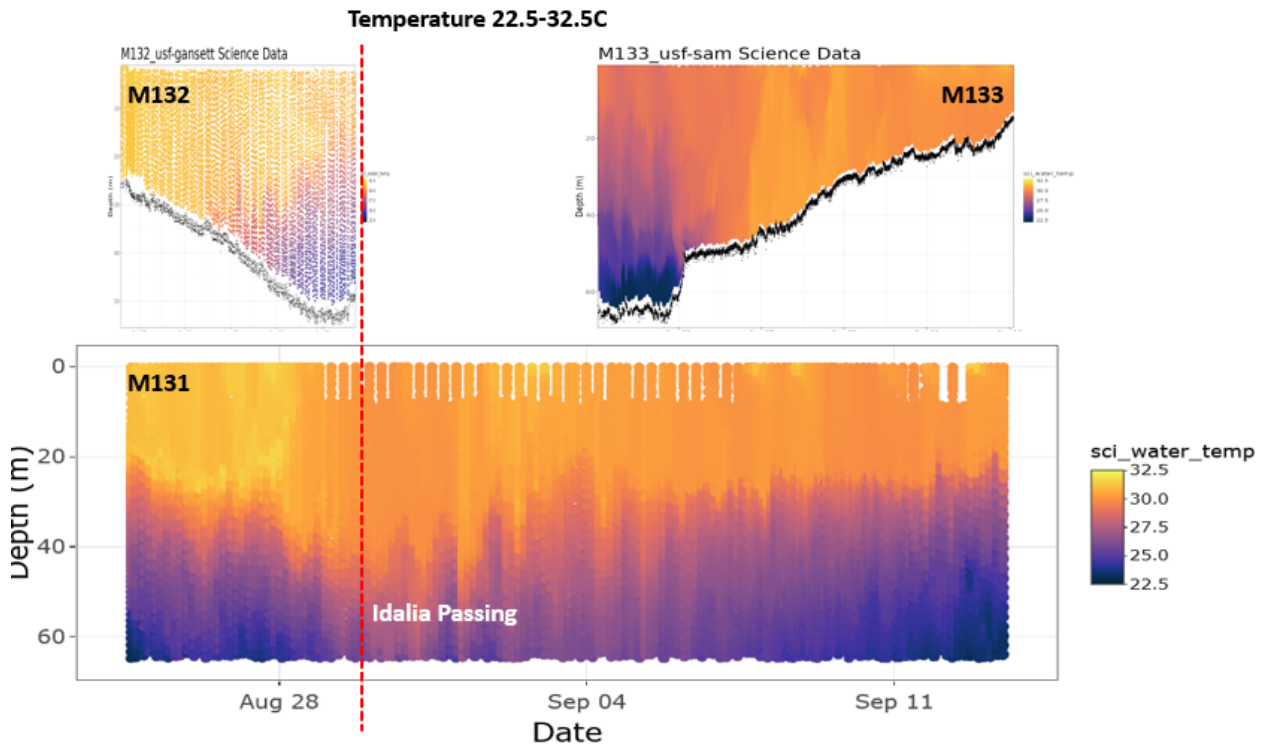 Temperature 22.5-32.5C
M132_usf-gansett Science Data
M133_usf-sam Science Data
M132
M133
Depth (m)
20
40
60
Depth (m)
sci_water_temp
32.5
30.0
27.5
25.0
22.5
M131
0
20
40
60
Depth (m)
Idalia Passing
sci_water_temp
32.5
30.0
27.5
25.0
22.5
Aug 28
Sep 04
Sep 11
Date